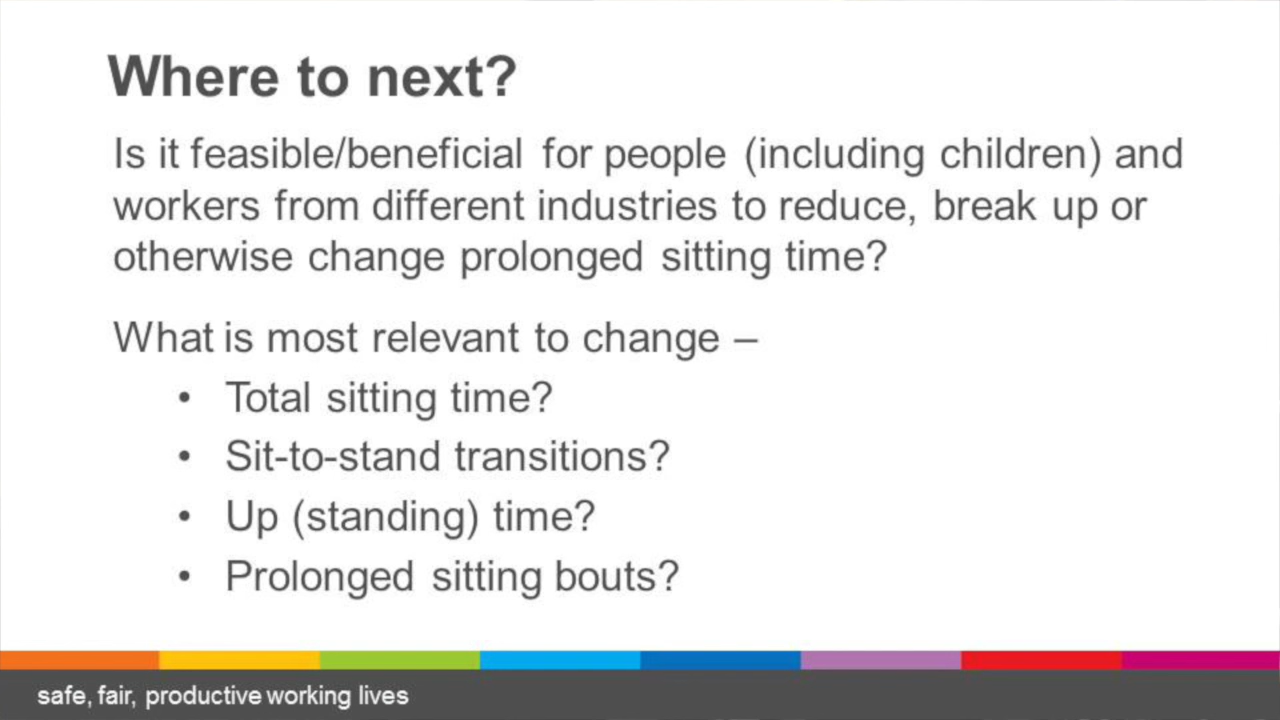 Where to next?
Is it feasible/beneficial for people (including children) and
workers from different industries to reduce, break up or
otherwise change prolonged sitting time?
What is most relevant to change –
• Total sitting time?
• Sit-to-stand transitions?
• Up (standing) time?
• Prolonged sitting bouts?
safe, fair, productive working lives